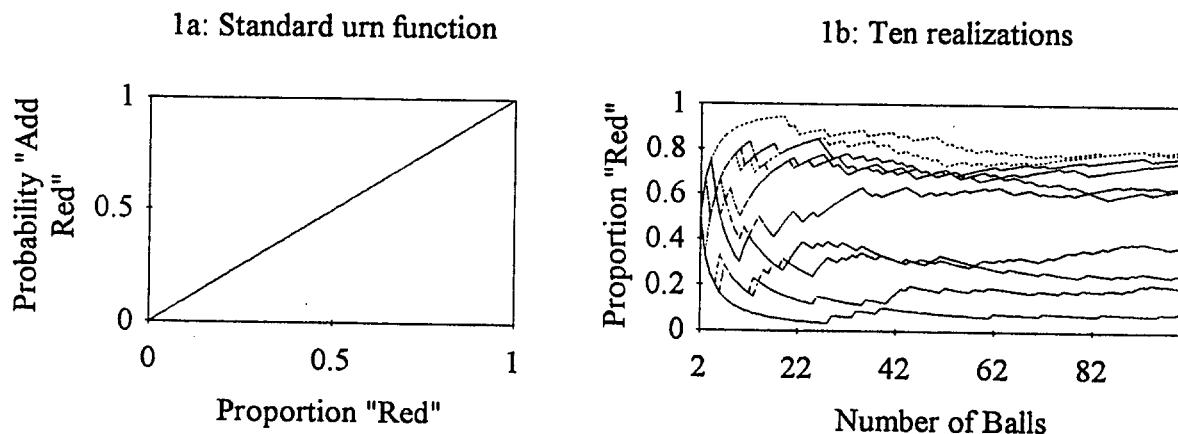 1a: Standard urn function
Probability "Add
Red"
1
0.5
0
0
0.5
1
Proportion "Red"
1b: Ten realizations
Proportion "Red"
1
0.8
0.6
0.4
0.2
0
2
22
42
62
82
Number of Balls